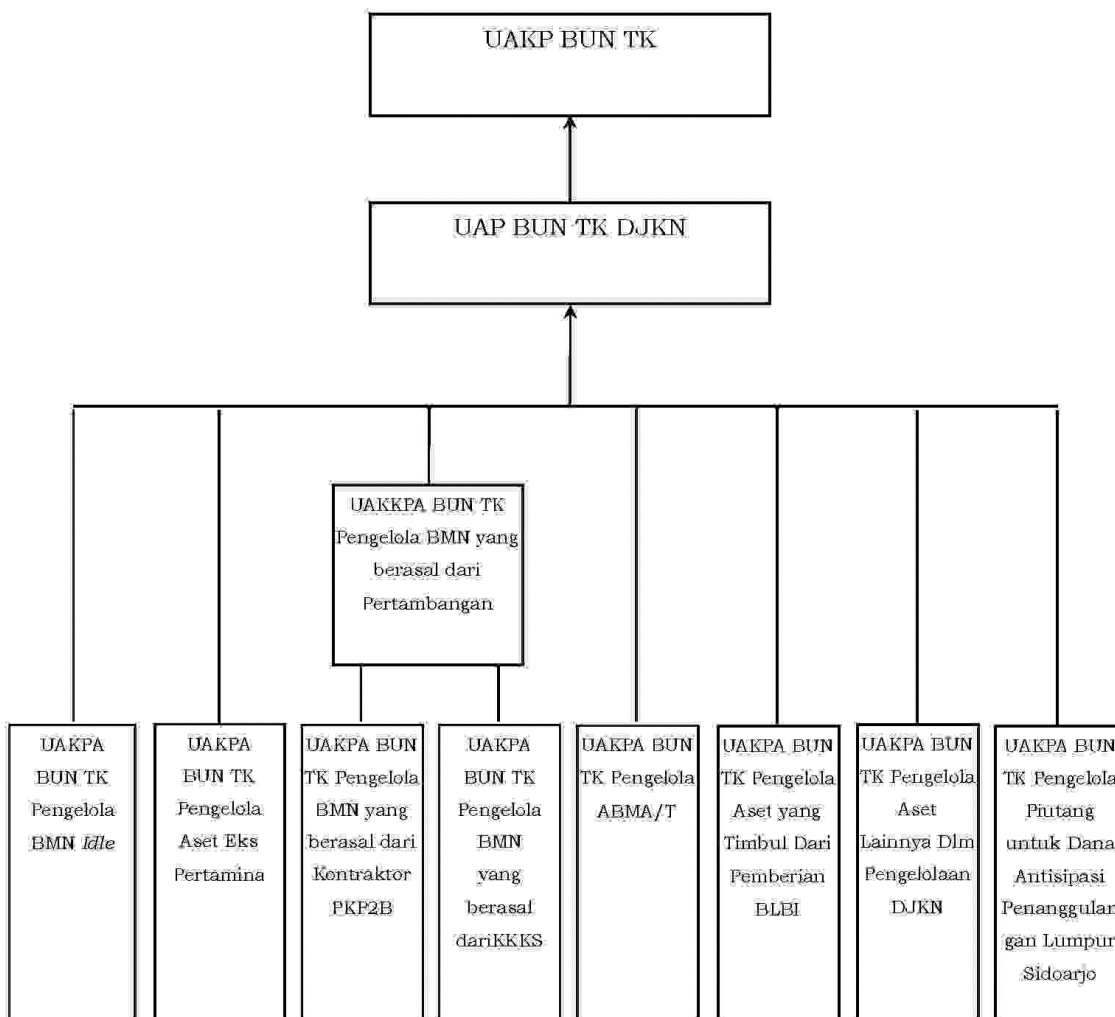 UAKP BUN TK
UAP BUN TK DJKN
UAKKPA BUN TK
Pengelola BMN yang
berasal dari
Pertambangan
UAKPA
BUN TK
Pengelola
BMN Idle
UAKPA
BUN TK
Pengelola
Aset Eks
Pertamina
UAKPA BUN
TK Pengelola
BMN yang
berasal dari
Kontraktor
PKP2B
UAKPA
BUN TK
Pengelola
BMN
yang
berasal
dariKKKS
UAKPA BUN
TK Pengelola
ABMA/T
UAKPA BUN
TK Pengelola
Aset yang
Timbul Dari
Pemberian
BLBI
UAKPA BUN
TK Pengelola
Aset
Lainnya Dlm
Pengelolaan
DJKN
UAKPA BUN
TK Pengelola
Piutang
untuk Dana
Antisipasi
Penanggulan
gan Lumpur
Sidoarjo